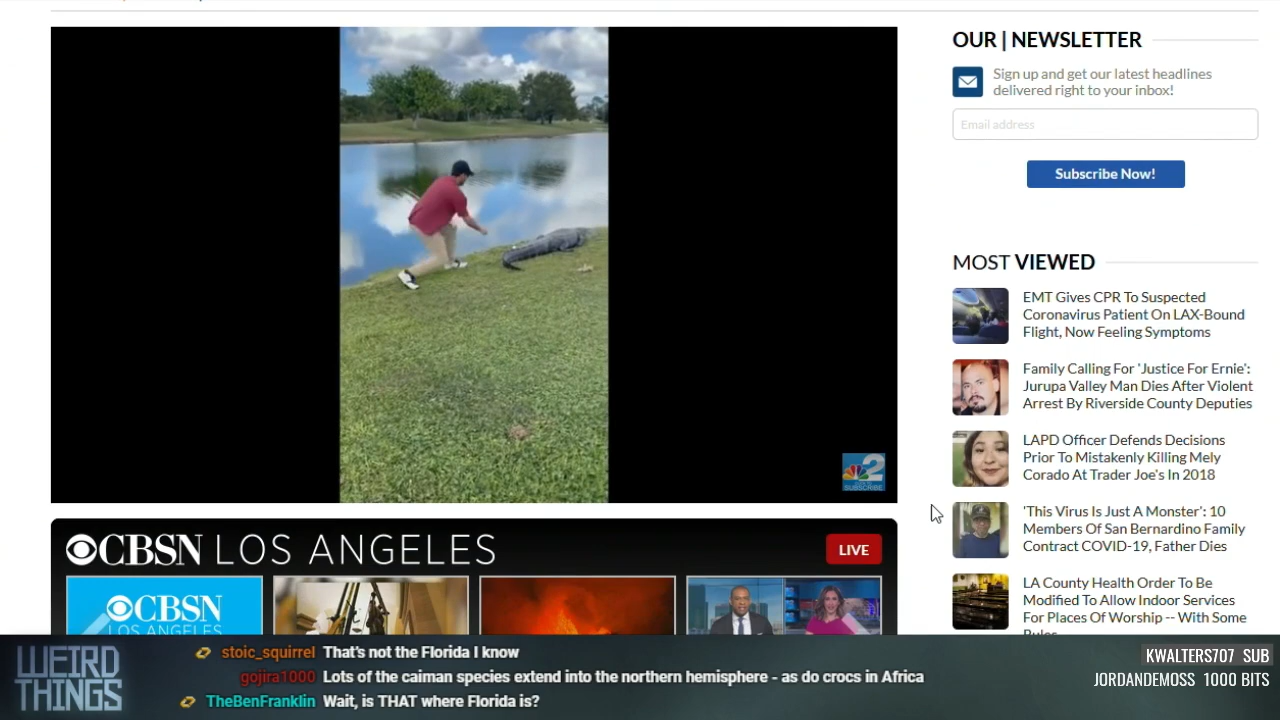 OUR | NEWSLETTER
Sign up and get our latest headlines
delivered right to your inbox!
Email address
Subscribe Now!
MOST VIEWED
EMT Gives CPR To Suspected
Coronavirus Patient On LAX-Bound
Flight, Now Feeling Symptoms
Family Calling For 'Justice For Ernie':
Jurupa Valley Man Dies After Violent
Arrest By Riverside County Deputies
LAPD Officer Defends Decisions
Prior To Mistakenly Killing Mely
Corado At Trader Joe's In 2018
'This Virus Is Just A Monster': 10
Members Of San Bernardino Family
Contract COVID-19, Father Dies
LA County Health Order To Be
Modified To Allow Indoor Services
For Places Of Worship -- With Some
Rules
2
SUBSCRIBE
CBSN LOS ANGELES
LIVE
CBSN
LOS ANGELES
WEIRD
THINGS
stoic_squirrel That's not the Florida I know
gojira1000 Lots of the caiman species extend into the northern hemisphere - as do crocs in Africa
TheBenFranklin Wait, is THAT where Florida is?
KWALTERS707 SUB
JORDANDEMOSS 1000 BITS